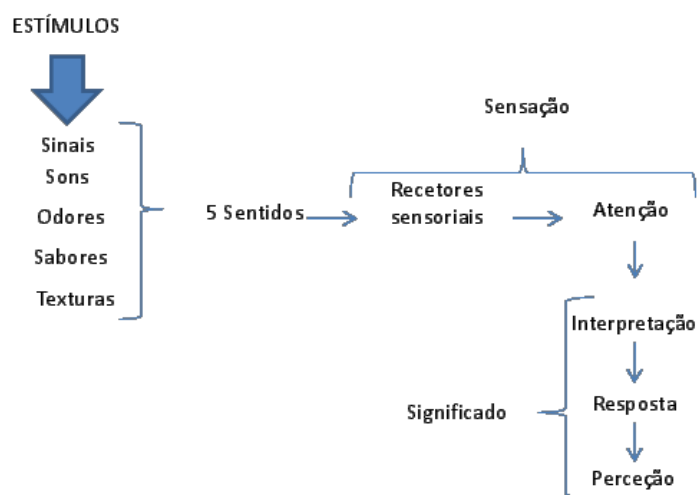 ESTÍMULOS
Sinais
Sons
Odores
Sabores
Texturas
5 Sentidos
Sensação
Recetores
sensoriais
Atenção
Interpretação
Significado
Resposta
Perceção